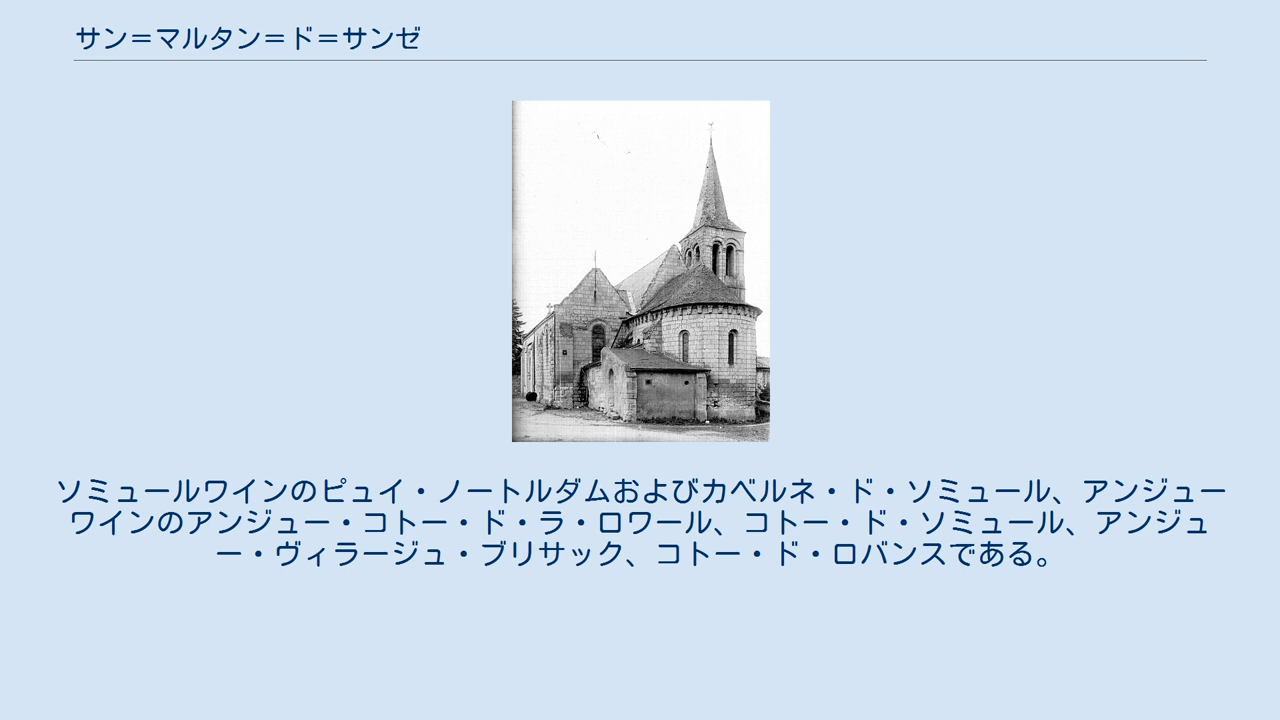 サン＝マルタン＝ド＝サンゼ
ソミュールワインのピュイ・ノートルダムおよびカベルネ・ド・ソミュール、アンジュー
ワインのアンジュー・コトー・ド・ラ・ロワール、コトー・ド・ソミュール、アンジュ
ー・ヴィラージュ・ブリサック、コトー・ド・ロバンスである。